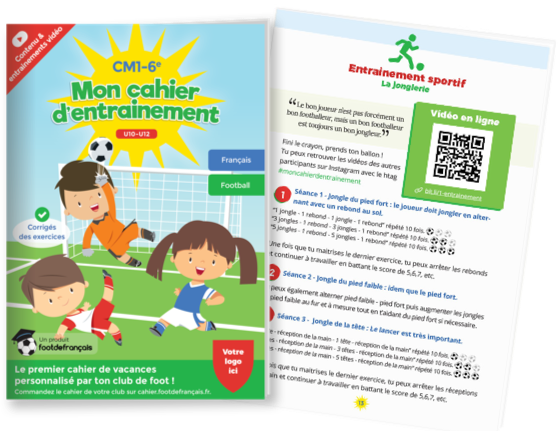 Contenu &
entrainements vidéo
CM1-6e
Mon cahier
d'entrainement
U10-U12
Français
Football
Corrigés
des exercices
Un produit
footdefrançais
Votre
logo
ici
Le premier cahier de vacances
personnalisé par ton club de foot !
Commandez le cahier de votre club sur cahier.footdefrançais.fr.
Entrainement sportif
La jonglerie
“Le bon joueur n'est pas forcément un
bon footballeur, mais un bon footballeur
est toujours un bon jongleur.”
Vidéo en ligne
Fini le crayon, prends ton ballon !
Tu peux retrouver les vidéos des autres
participants sur Instagram avec le htag
#moncahierdentrainement
entrainement
1 Séance 1 - Jongle du pied fort : le joueur doit jongler en alter-
nant avec un rebond au sol.
"1 jongle - 1 rebond - 1 jongle - 1 rebond" répété 10 fois.
"3 jongles - 1 rebond - 3 jongles - 1 rebond" répété 10 fois.
"5 jongles - 1 rebond - 5 jongles - 1 rebond" répété 10 fois.
Une fois que tu maitrises le dernier exercice, tu peux arrêter les rebonds
et continuer à travailler en battant le score de 5,6,7, etc.
2 Séance 2 - Jongle du pied faible : idem que le pied fort.
peux également alterner pied faible - pied fort puis augmenter les jongles
pied faible au fur et à mesure tout en t'aidant du pied fort si nécessaire.
Séance 3 - Jongle de la tête : Le lancer est très important.
- réception de la main - 1 tête - réception de la main" répété 10 fois.
- réception de la main - 3 têtes - réception de la main" répété 10 fois.
- réception de la main - 5 têtes - réception de la main" répété 10 fois.
que tu maitrises le dernier exercice, tu peux arrêter les réceptions
et continuer à travailler en battant le score de 5,6,7, etc.
13